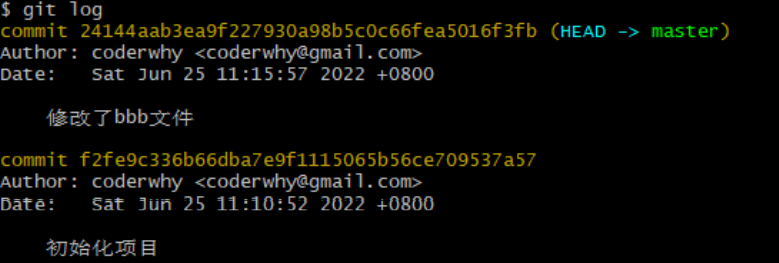 $ git log
commit 24144aab3ea9f227930a98b5c0c66fea5016f3fb (HEAD -> master)
Author: coderwhy <coderwhy@gmail.com>
Date:   Sat Jun 25 11:15:57 2022 +0800
修改了bbb文件
commit f2fe9c336b66dba7e9f1115065b56ce709537a57
Author: coderwhy <coderwhy@gmail.com>
Date:   Sat Jun 25 11:10:52 2022 +0800
初始化项目